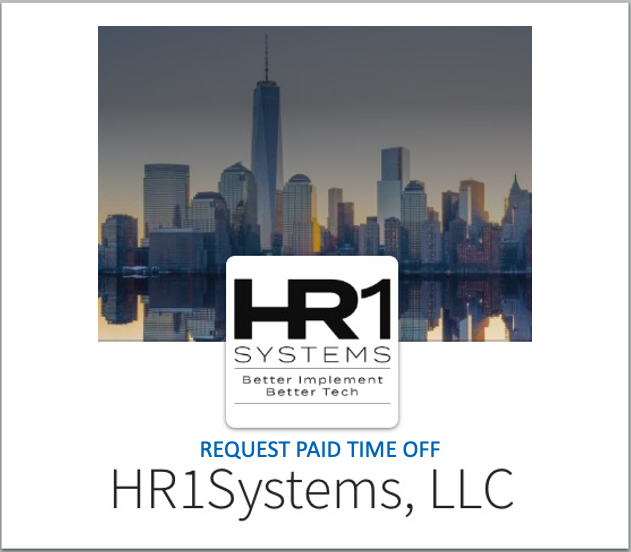 HR1
SYSTEMS
Better Implement
Better Tech
REQUEST PAID TIME OFF
HR1Systems, LLC